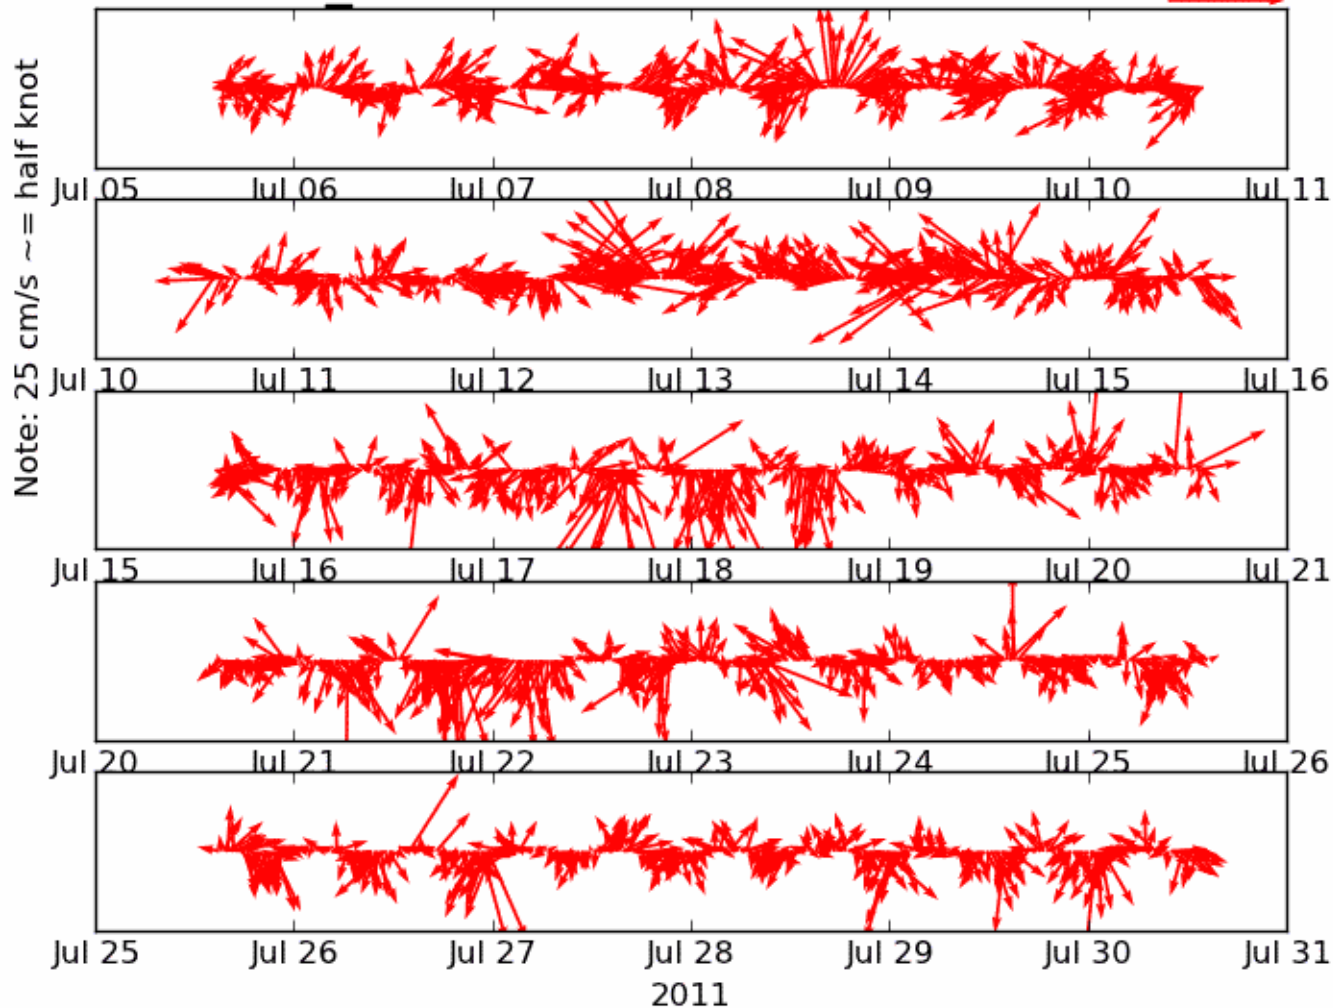 Note: 25 cm/s ~= half knot
Jul 05 Jul 06 Jul 07 Jul 08 Jul 09 Jul 10 Jul 11
Jul 10 Jul 11 Jul 12 Jul 13 Jul 14 Jul 15 Jul 16
Jul 15 Jul 16 Jul 17 Jul 18 Jul 19 Jul 20 Jul 21
Jul 20 Jul 21 Jul 22 Jul 23 Jul 24 Jul 25 Jul 26
Jul 25 Jul 26 Jul 27 Jul 28 Jul 29 Jul 30 Jul 31
2011